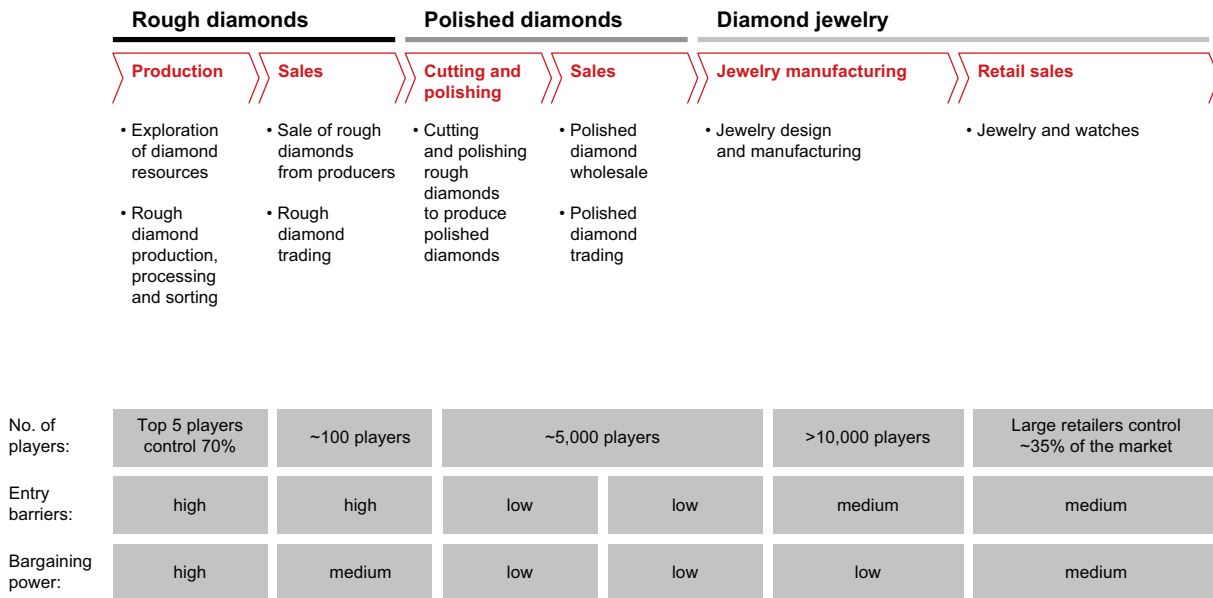 Rough diamonds
Polished diamonds
Diamond jewelry
Production
Sales
Cutting and
polishing
Sales
Jewelry manufacturing
Retail sales
• Exploration
of diamond
resources
• Rough
diamond
production,
processing
and sorting
• Sale of rough
diamonds
from producers
• Rough
diamond
trading
• Cutting
and polishing
rough
diamonds
to produce
polished
diamonds
• Polished
diamond
wholesale
• Polished
diamond
trading
• Jewelry design
and manufacturing
• Jewelry and watches
No. of
players:
Top 5 players
control 70%
~100 players
~5,000 players
>10,000 players
Large retailers control
~35% of the market
Entry
barriers:
high
high
low
low
medium
medium
Bargaining
power:
high
medium
low
low
low
medium